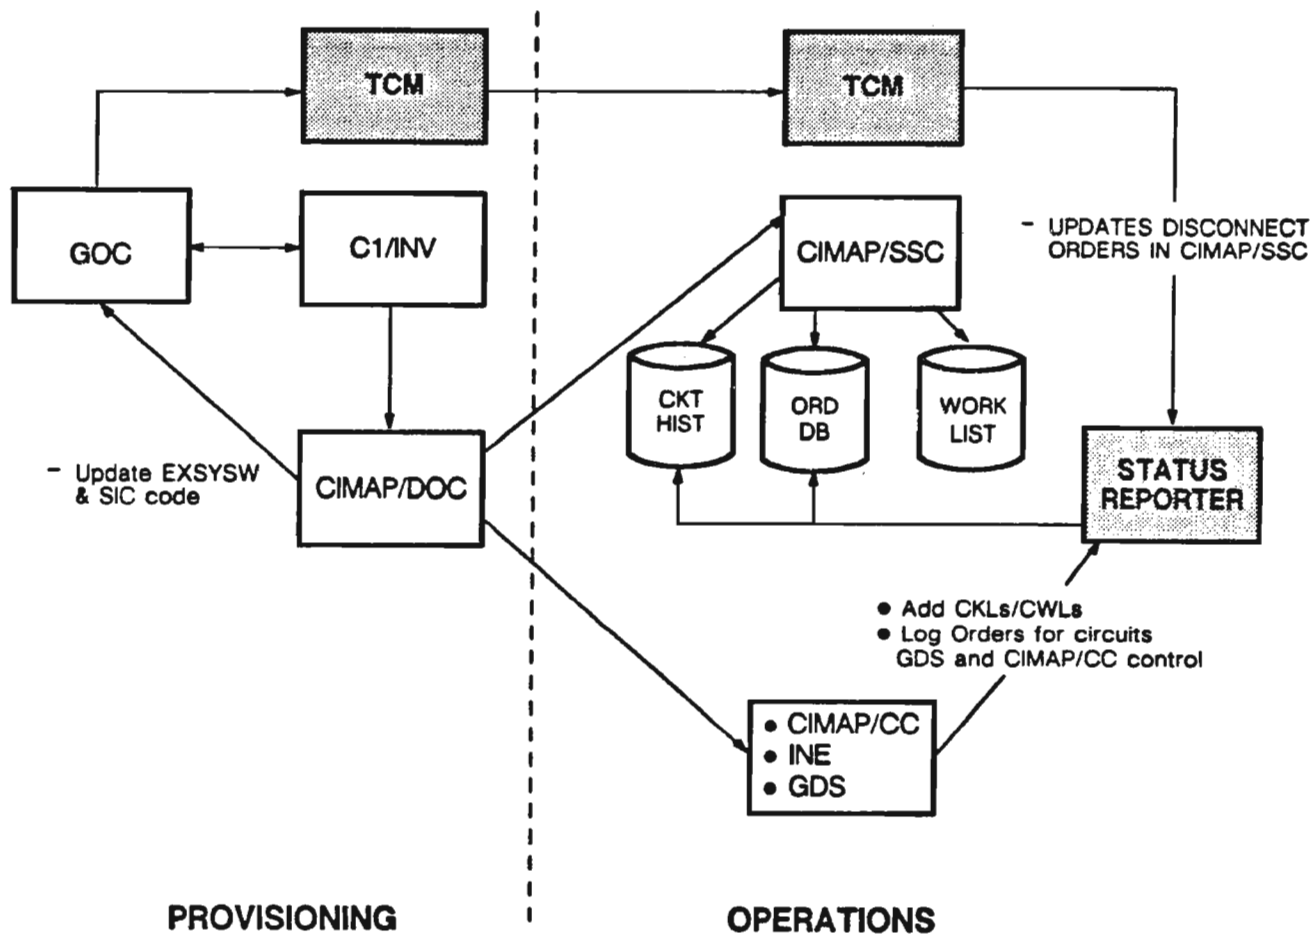 TCM
TCM
GOC
C1/INV
CIMAP/SSC
- UPDATES DISCONNECT
ORDERS IN CIMAP/SSC
CKT
HIST
ORD
DB
WORK
LIST
- Update EXSYSW
& SIC code
CIMAP/DOC
STATUS
REPORTER
● Add CKLs/CWLs
● Log Orders for circuits
GDS and CIMAP/CC control
● CIMAP/CC
● INE
● GDS
PROVISIONING
OPERATIONS